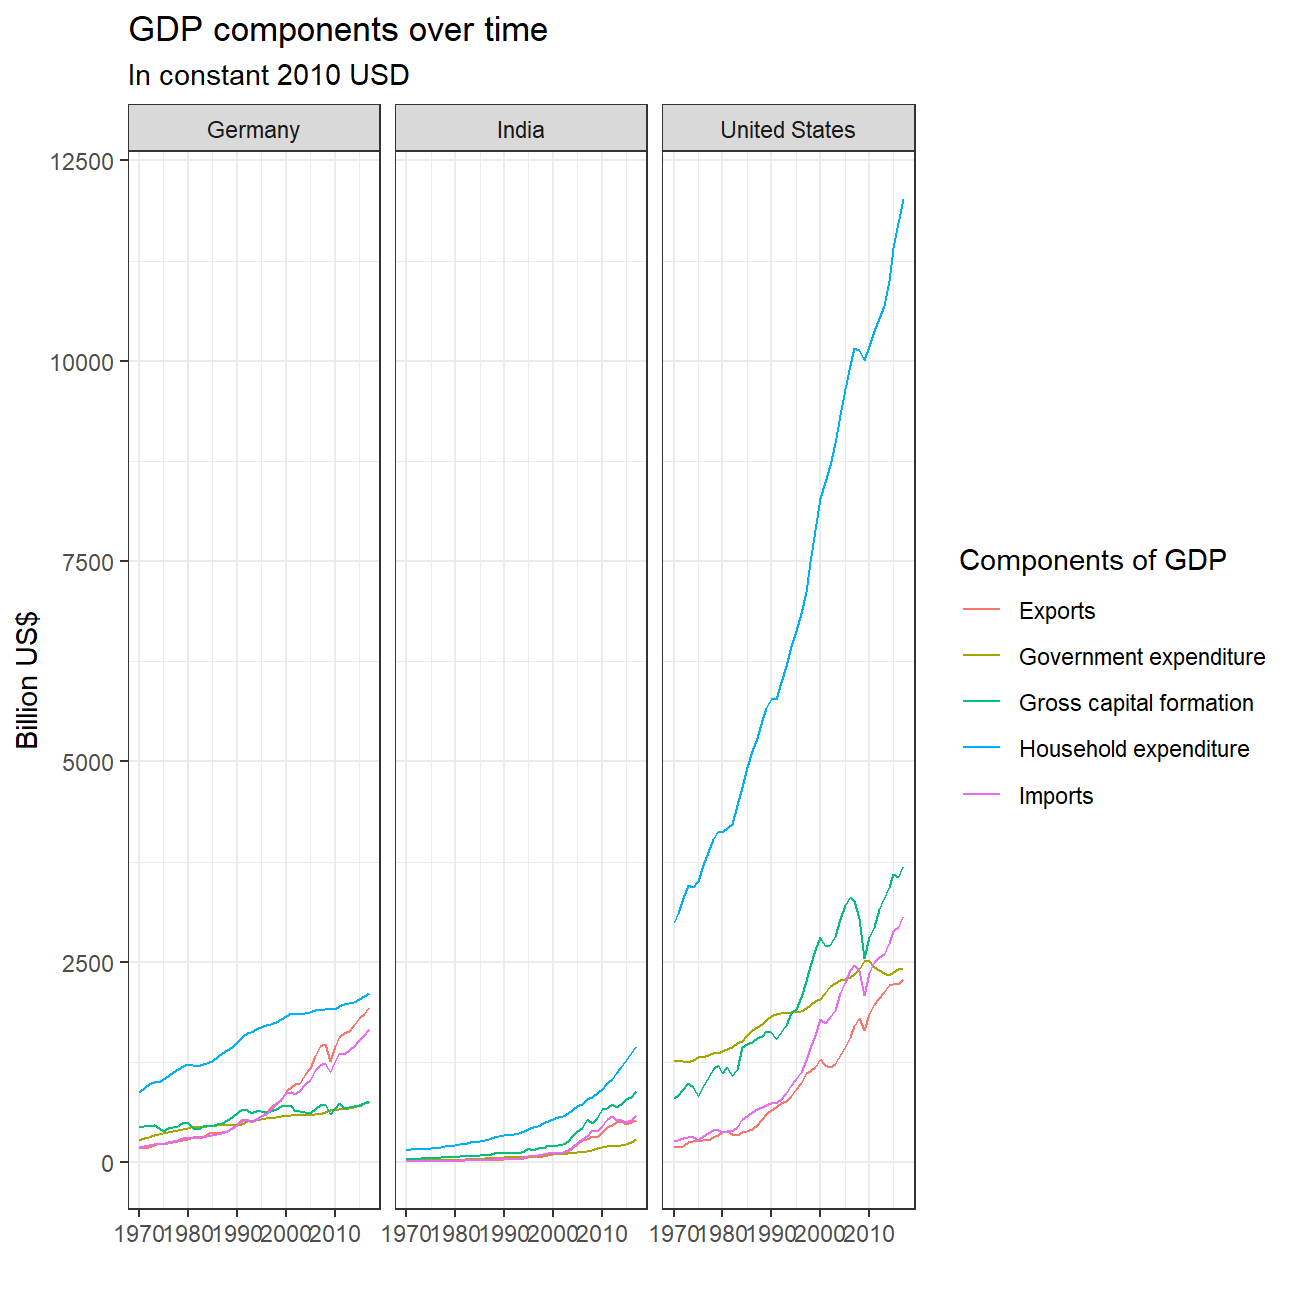 GDP components over time
In constant 2010 USD
Germany India United States
12500
10000
7500
5000
2500
0
Billion US$
1970 1980 1990 2000 2010 1970 1980 1990 2000 2010 1970 1980 1990 2000 2010
Components of GDP
Exports
Government expenditure
Gross capital formation
Household expenditure
Imports